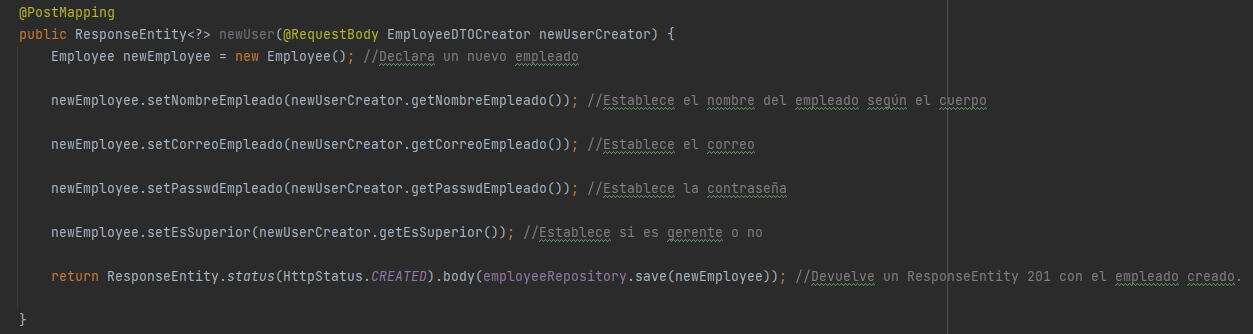 @PostMapping
public ResponseEntity<?> newUser(@RequestBody EmployeeDTOCreator newUserCreator) {
Employee newEmployee = new Employee(); //Declara un nuevo empleado
newEmployee.setNombreEmpleado(newUserCreator.getNombreEmpleado()); //Establece el nombre del empleado según el cuerpo
newEmployee.setCorreoEmpleado(newUserCreator.getCorreoEmpleado()); //Establece el correo
newEmployee.setPasswdEmpleado(newUserCreator.getPasswdEmpleado()); //Establece la contraseña
newEmployee.setEsSuperior(newUserCreator.getEsSuperior()); //Establece si es gerente o no
return ResponseEntity.status(HttpStatus.CREATED).body(employeeRepository.save(newEmployee)); //Devuelve un ResponseEntity 201 con el empleado creado.
}